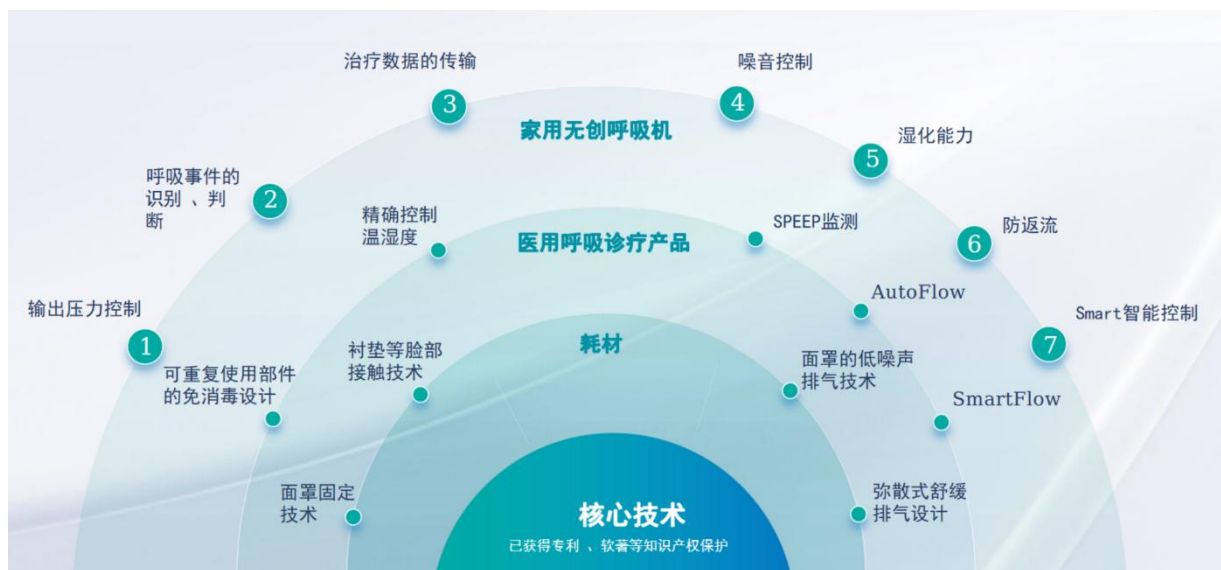 治疗数据的传输
噪音控制
3
4
家用无创呼吸机
湿化能力
5
呼吸事件的
识别 、判
断
2
精确控制
温湿度
SPEEP监测
医用呼吸诊疗产品
防返流
6
AutoFlow
输出压力控制
1
Smart智能控制
7
耗材
衬垫等脸部
接触技术
面罩的低噪声
排气技术
可重复使用部件
的免消毒设计
SmartFlow
面罩固定
技术
弥散式舒缓
排气设计
核心技术
已获得专利 、软著等知识产权保护